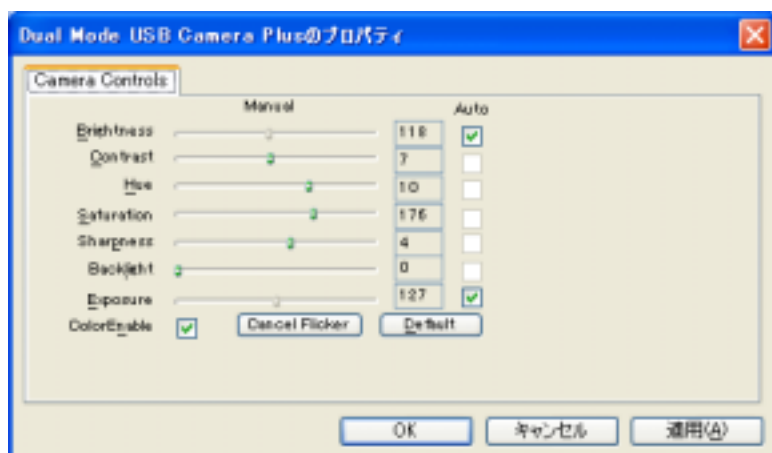 Dual Mode USB Camera Plusのプロパティ
Camera Controls
Manual Auto
Brightness 118
Contrast 7
Hue 10
Saturation 176
Sharpness 4
Backlight 0
Exposure 127
ColorEnable Cancel Flicker Default
OK キャンセル 適用(A)